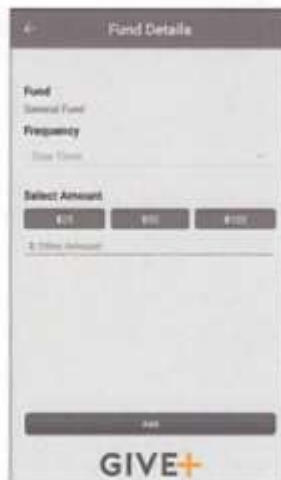 Fund Details
Fund
General Fund
Frequency
One Time
Select Amount
$25 $50 $100
$ Other Amount
Add
GIVE+